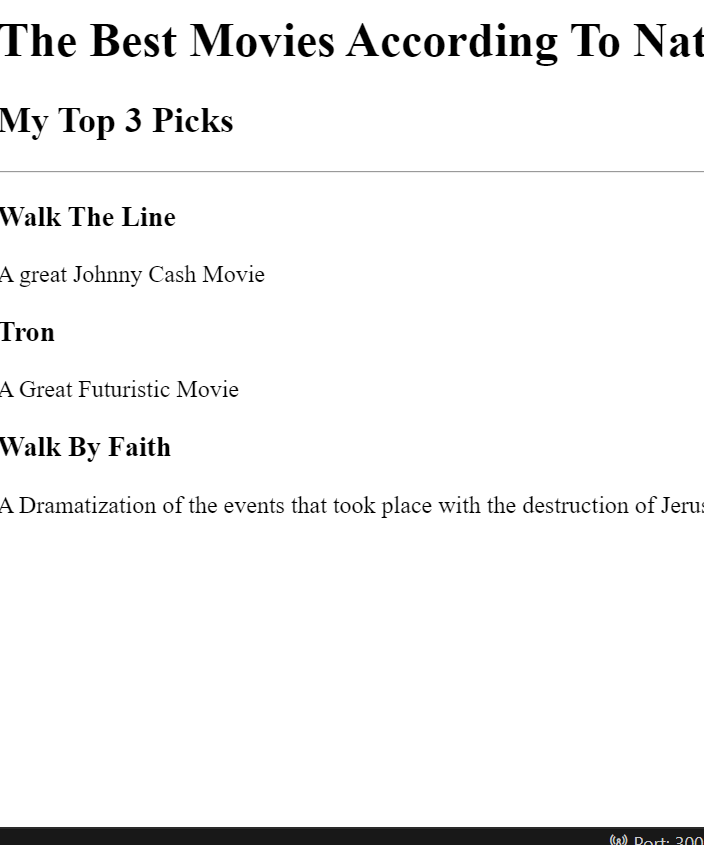 The Best Movies According To Nat
My Top 3 Picks
Walk The Line
A great Johnny Cash Movie
Tron
A Great Futuristic Movie
Walk By Faith
A Dramatization of the events that took place with the destruction of Jerus
Port: 300